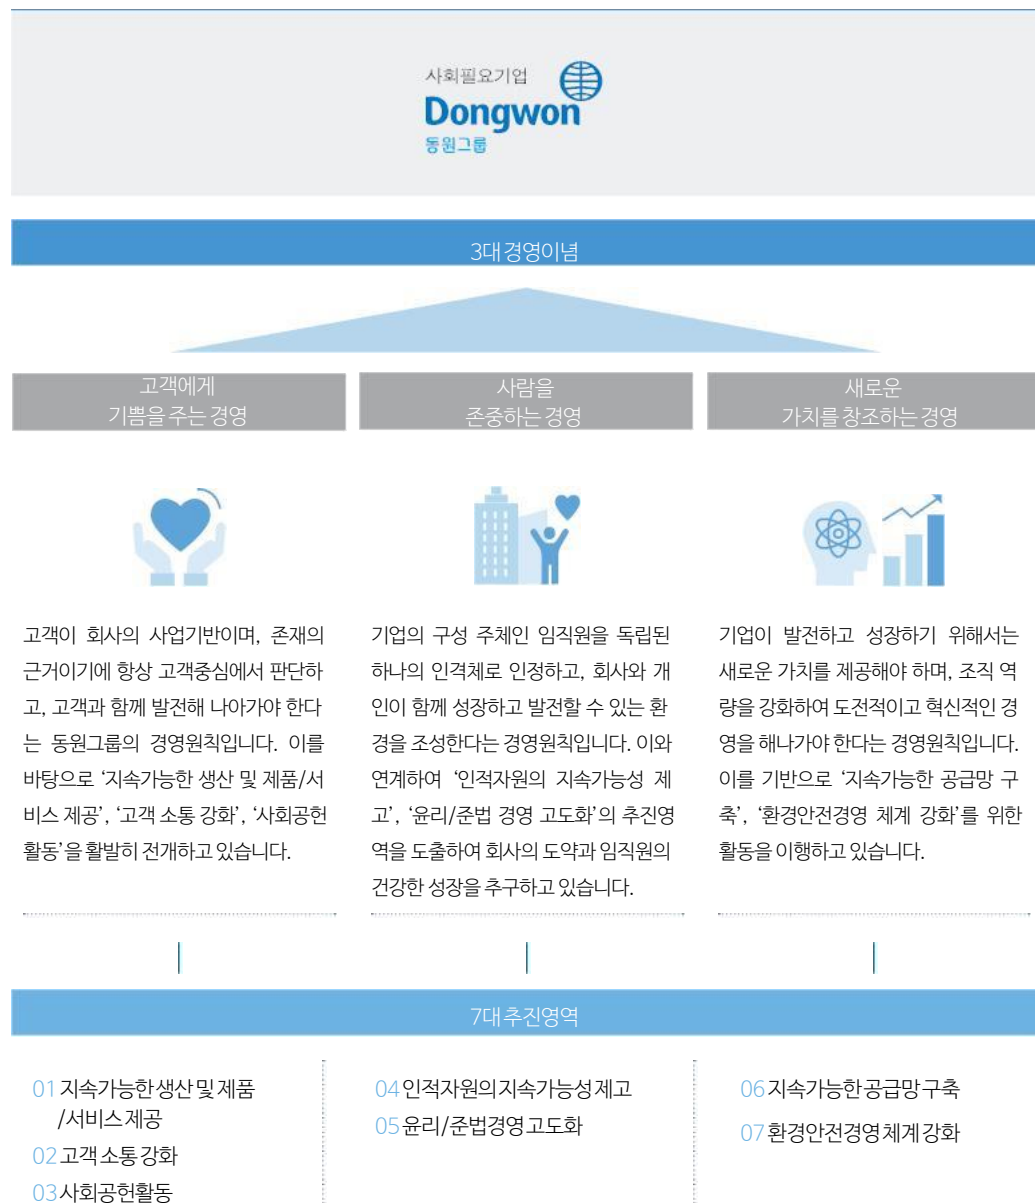 사회필요기업
Dongwon
동원그룹
3대 경영이념
고객에게
기쁨을 주는 경영
사람을
존중하는 경영
새로운
가치를 창조하는 경영
고객이 회사의 사업기반이며, 존재의
근거이기에 항상 고객중심에서 판단하
고, 고객과 함께 발전해 나아가야 한다
는 동원그룹의 경영원칙입니다. 이를
바탕으로 ‘지속가능한 생산 및 제품/서
비스 제공’, ‘고객 소통 강화’, ‘사회공헌
활동’을 활발히 전개하고 있습니다.
기업의 구성 주체인 임직원을 독립된
하나의 인격체로 인정하고, 회사와 개
인이 함께 성장하고 발전할 수 있는 환
경을 조성한다는 경영원칙입니다. 이와
연계하여 ‘인적자원의 지속가능성 제
고’, ‘윤리/준법 경영 고도화’의 추진영
역을 도출하여 회사의 도약과 임직원의
건강한 성장을 추구하고 있습니다.
기업이 발전하고 성장하기 위해서는
새로운 가치를 제공해야 하며, 조직 역
량을 강화하여 도전적이고 혁신적인 경
영을 해나가야 한다는 경영원칙입니다.
이를 기반으로 ‘지속가능한 공급망 구
축’, ‘환경안전경영 체계 강화’를 위한
활동을 이행하고 있습니다.
7대 추진영역
01 지속가능한 생산 및 제품
/서비스 제공
02 고객 소통 강화
03 사회공헌활동
04 인적자원의 지속가능성 제고
05 윤리/준법경영 고도화
06 지속가능한 공급망 구축
07 환경안전경영 체계 강화